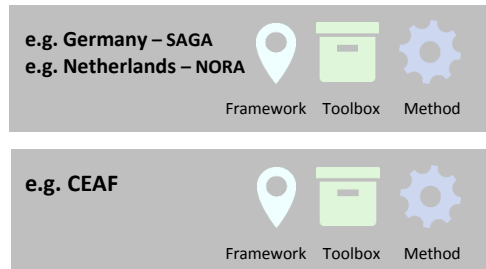 e.g. Germany – SAGA
e.g. Netherlands – NORA
Framework Toolbox Method
e.g. CEAF
Framework Toolbox Method